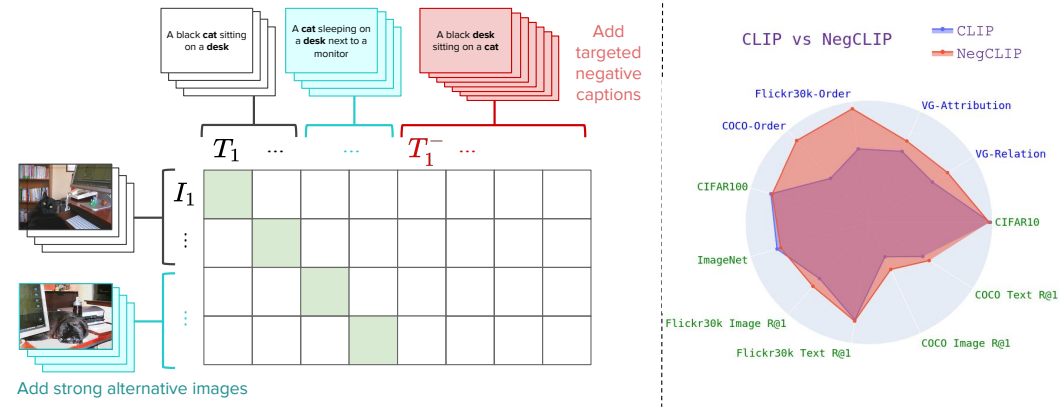 A black cat sitting
on a desk
A cat sleeping on
a desk next to a
monitor
A black desk
sitting on a cat
Add
targeted
negative
captions
T₁ ... ... T₁⁻ ...
I₁
...
...
Add strong alternative images
CLIP vs NegCLIP
CLIP
NegCLIP
Flickr30k-Order
VG-Attribution
COCO-Order
VG-Relation
CIFAR100
CIFAR10
ImageNet
COCO Text R@1
Flickr30k Image R@1
COCO Image R@1
Flickr30k Text R@1